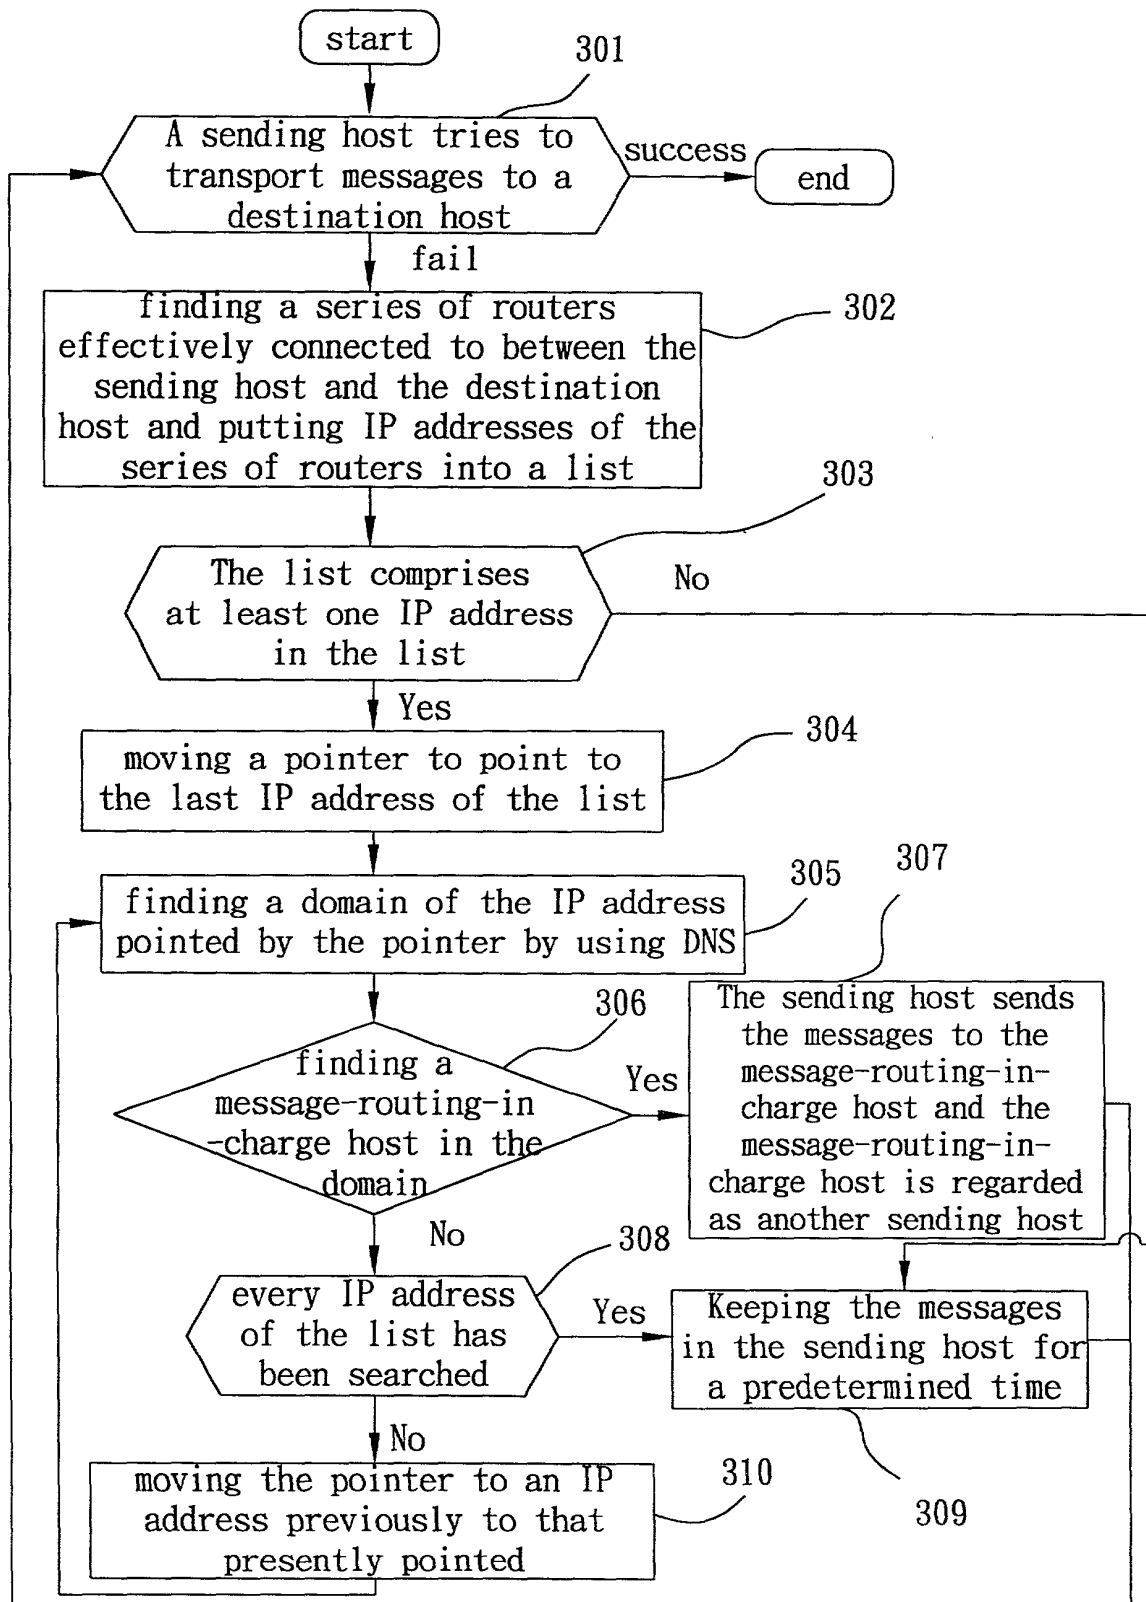 start
301
A sending host tries to
transport messages to a
destination host
success
end
fail
finding a series of routers
effectively connected to between the
sending host and the destination
host and putting IP addresses of the
series of routers into a list
302
303
The list comprises
at least one IP address
in the list
No
Yes
moving a pointer to point to
the last IP address of the list
304
finding a domain of the IP address
pointed by the pointer by using DNS
305
307
306
finding a
message-routing-in
-charge host in the
domain
Yes
The sending host sends
the messages to the
message-routing-in-
charge host and the
message-routing-in-
charge host is regarded
as another sending host
No
308
every IP address
of the list has
been searched
Yes
Keeping the messages
in the sending host for
a predetermined time
309
No
moving the pointer to an IP
address previously to that
presently pointed
310